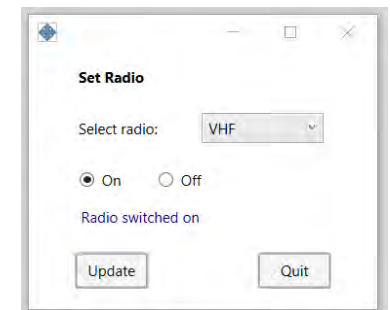 Set Radio
Select radio: VHF
On Off
Radio switched on
Update Quit